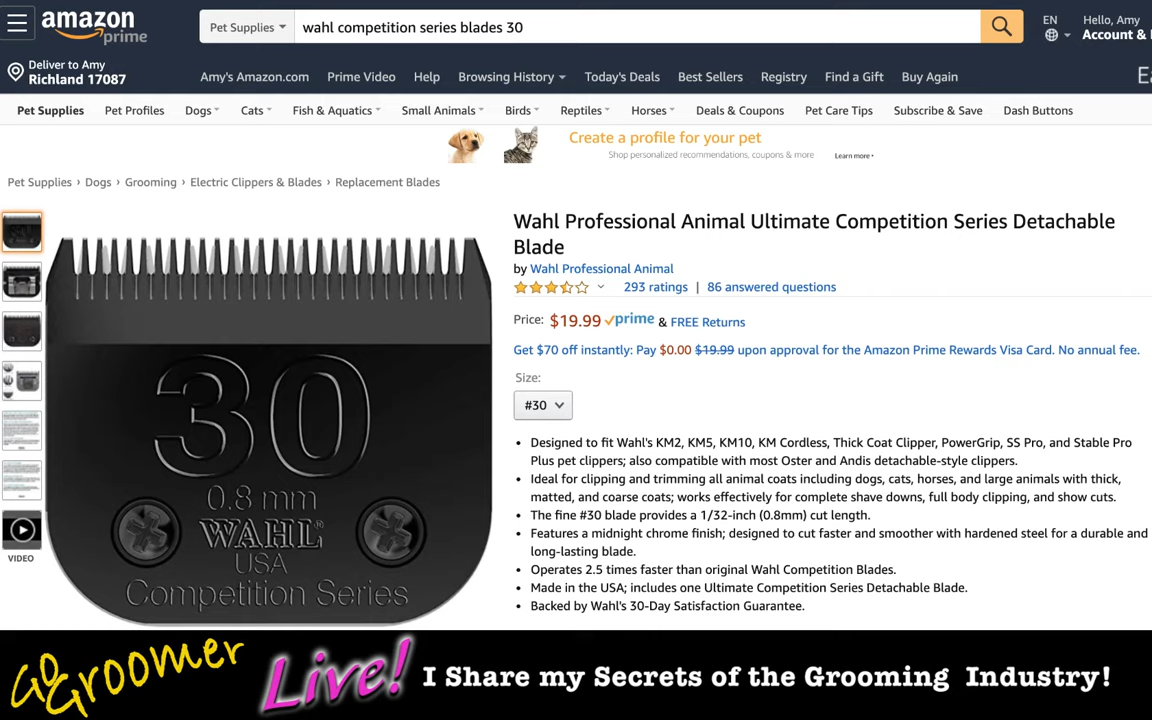 amazon
prime
Pet Supplies
wahl competition series blades 30
EN
Hello, Amy
Account &
Deliver to Amy
Richland 17087
Amy's Amazon.com Prime Video Help Browsing History Today's Deals Best Sellers Registry Find a Gift Buy Again
Pet Supplies Pet Profiles Dogs Cats Fish & Aquatics Small Animals Birds Reptiles Horses Deals & Coupons Pet Care Tips Subscribe & Save Dash Buttons
Create a profile for your pet
Shop personalized recommendations, coupons & more Learn more
Pet Supplies › Dogs › Grooming › Electric Clippers & Blades › Replacement Blades
30
0.8 mm
WAHL®
USA
Competition Series
VIDEO
Wahl Professional Animal Ultimate Competition Series Detachable
Blade
by Wahl Professional Animal
293 ratings | 86 answered questions
Price: $19.99 prime & FREE Returns
Get $70 off instantly: Pay $0.00 $19.99 upon approval for the Amazon Prime Rewards Visa Card. No annual fee.
Size:
#30
• Designed to fit Wahl's KM2, KM5, KM10, KM Cordless, Thick Coat Clipper, PowerGrip, SS Pro, and Stable Pro
Plus pet clippers; also compatible with most Oster and Andis detachable-style clippers.
• Ideal for clipping and trimming all animal coats including dogs, cats, horses, and large animals with thick,
matted, and coarse coats; works effectively for complete shave downs, full body clipping, and show cuts.
• The fine #30 blade provides a 1/32-inch (0.8mm) cut length.
• Features a midnight chrome finish; designed to cut faster and smoother with hardened steel for a durable and
long-lasting blade.
• Operates 2.5 times faster than original Wahl Competition Blades.
• Made in the USA; includes one Ultimate Competition Series Detachable Blade.
• Backed by Wahl's 30-Day Satisfaction Guarantee.
Go Groomer Live! I Share my Secrets of the Grooming Industry!